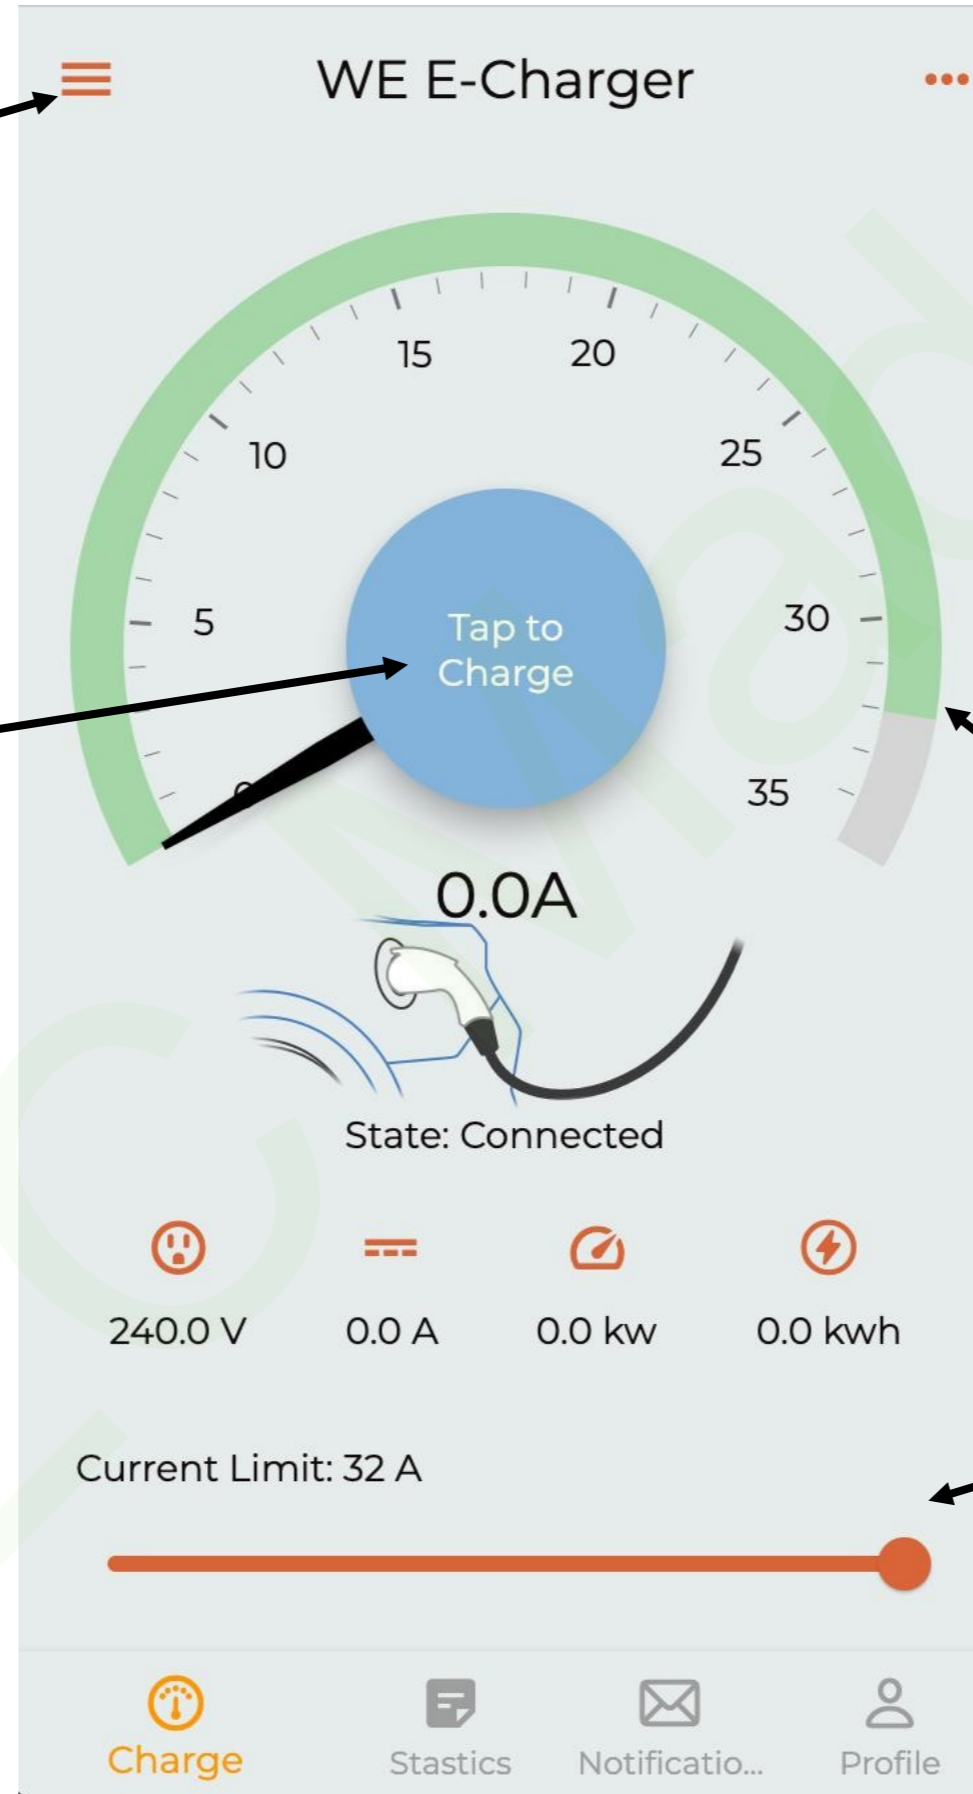 WE E-Charger
15
20
10
25
5
30
0
35
Tap to
Charge
0.0A
State: Connected
240.0 V
0.0 A
0.0 kw
0.0 kwh
Current Limit: 32 A
Charge
Stastics
Notificatio...
Profile